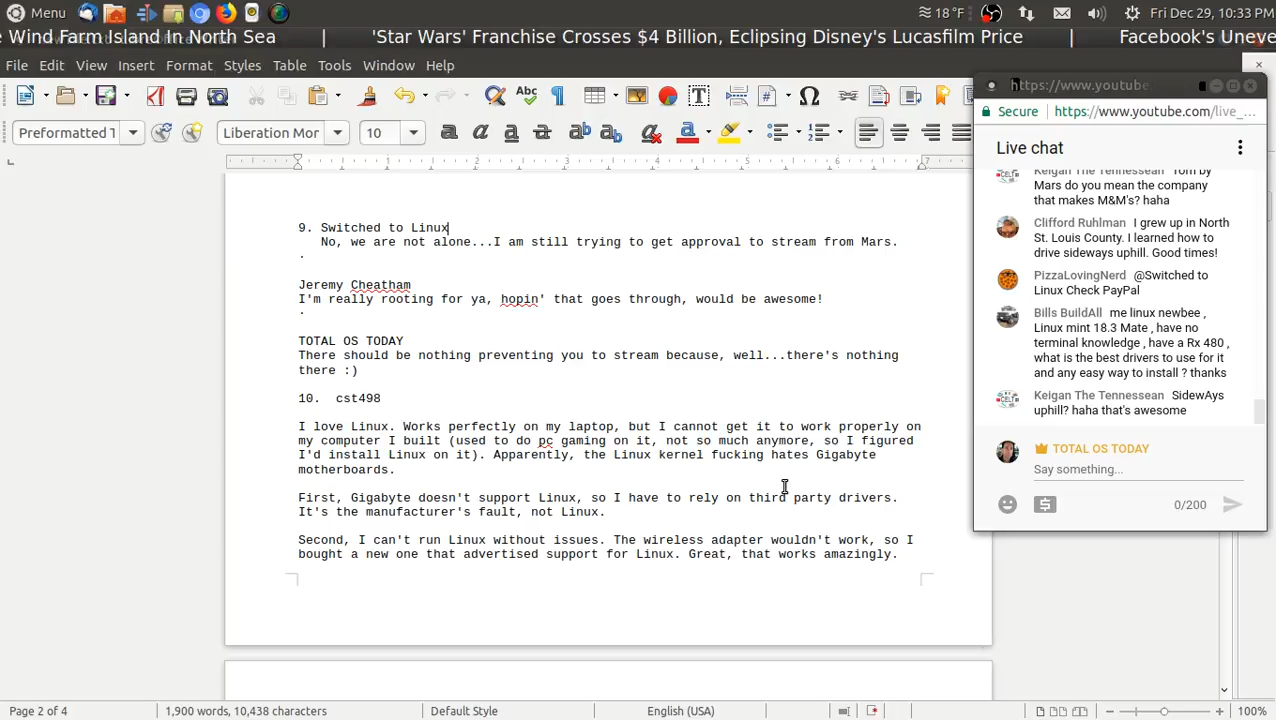 Menu
18 °F
Fri Dec 29, 10:33 PM
Wind Farm Island In North Sea | 'Star Wars' Franchise Crosses $4 Billion, Eclipsing Disney's Lucasfilm Price | Facebook's Uneve
File Edit View Insert Format Styles Table Tools Window Help
Preformatted T
Liberation Mor
10
1 2 3 4 5 6 7
9. Switched to Linux
No, we are not alone...I am still trying to get approval to stream from Mars.
.
Jeremy Cheatham
I'm really rooting for ya, hopin' that goes through, would be awesome!
.
TOTAL OS TODAY
There should be nothing preventing you to stream because, well...there's nothing
there :)
10. cst498
I love Linux. Works perfectly on my laptop, but I cannot get it to work properly on
my computer I built (used to do pc gaming on it, not so much anymore, so I figured
I'd install Linux on it). Apparently, the Linux kernel fucking hates Gigabyte
motherboards.
First, Gigabyte doesn't support Linux, so I have to rely on third party drivers.
It's the manufacturer's fault, not Linux.
Second, I can't run Linux without issues. The wireless adapter wouldn't work, so I
bought a new one that advertised support for Linux. Great, that works amazingly.
https://www.youtube.
Secure https://www.youtube.com/live_...
Live chat
Keigan The Tennessean Tom by
Mars do you mean the company
that makes M&M's? haha
Clifford Ruhlman I grew up in North
St. Louis County. I learned how to
drive sideways uphill. Good times!
PizzaLovingNerd @Switched to
Linux Check PayPal
Bills BuildAll me linux newbee ,
Linux mint 18.3 Mate , have no
terminal knowledge , have a Rx 480 ,
what is the best drivers to use for it
and any easy way to install ? thanks
Keigan The Tennessean SidewAys
uphill? haha that's awesome
TOTAL OS TODAY
Say something...
0/200
Page 2 of 4
1,900 words, 10,438 characters
Default Style
English (USA)
100%